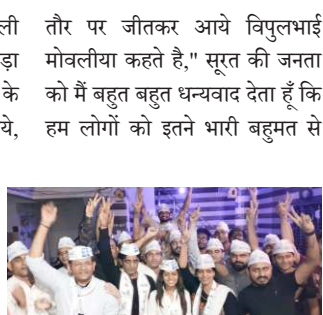 ली
ड़ा
के
ये,
तौर पर जीतकर आये विपुलभाई
मोवलीया कहते है," सूरत की जनता
को मैं बहुत बहुत धन्यवाद देता हूँ कि
हम लोगों को इतने भारी बहुमत से